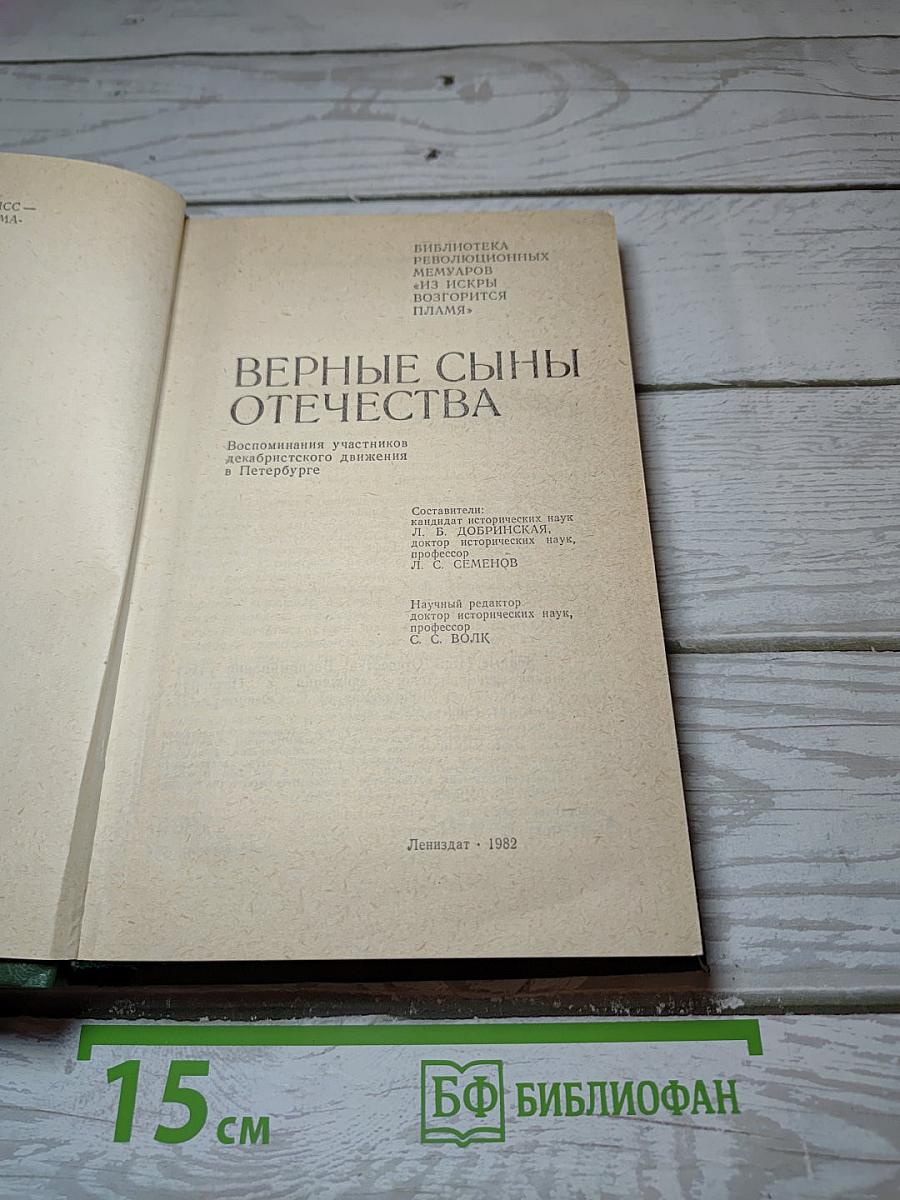 БИБЛИОТЕКА
РЕВОЛЮЦИОННЫХ
МЕМУАРОВ
«ИЗ ИСКРЫ
ВОЗГОРИТСЯ
ПЛАМЯ»
ВЕРНЫЕ СЫНЫ
ОТЕЧЕСТВА
Воспоминания участников
декабристского движения
в Петербурге
Составители:
кандидат исторических наук
Л. Б. ДОБРИНСКАЯ,
доктор исторических наук,
профессор
Л. С. СЕМЕНОВ
Научный редактор
доктор исторических наук,
профессор
С. С. ВОЛК
Лениздат • 1982
15 см
БФ БИБЛИОФАН